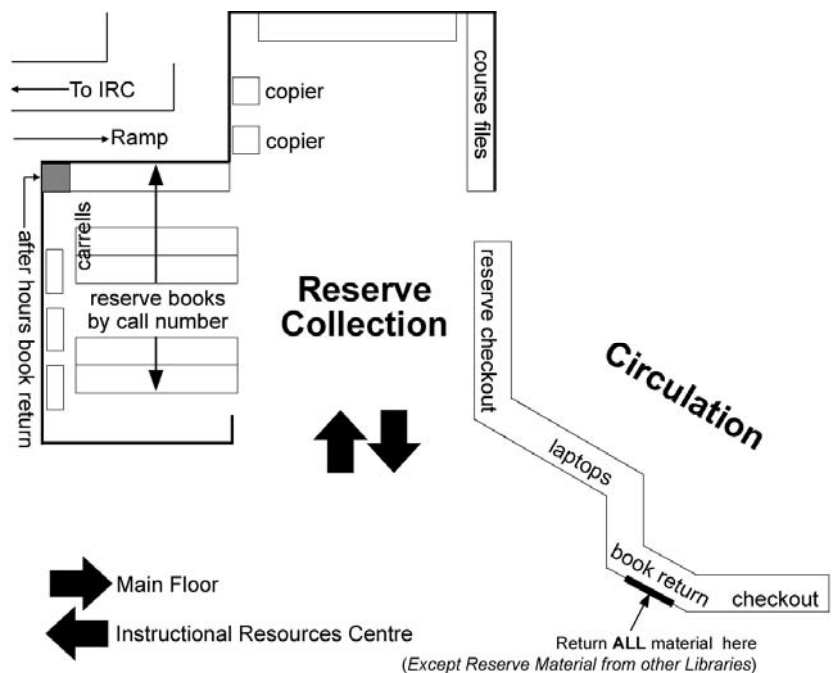 To IRC
copier
Ramp
copier
course files
after hours book return
carrells
reserve books
by call number
Reserve
Collection
reserve checkout
Circulation
laptops
book return
checkout
Main Floor
Instructional Resources Centre
Return ALL material here
(Except Reserve Material from other Libraries)